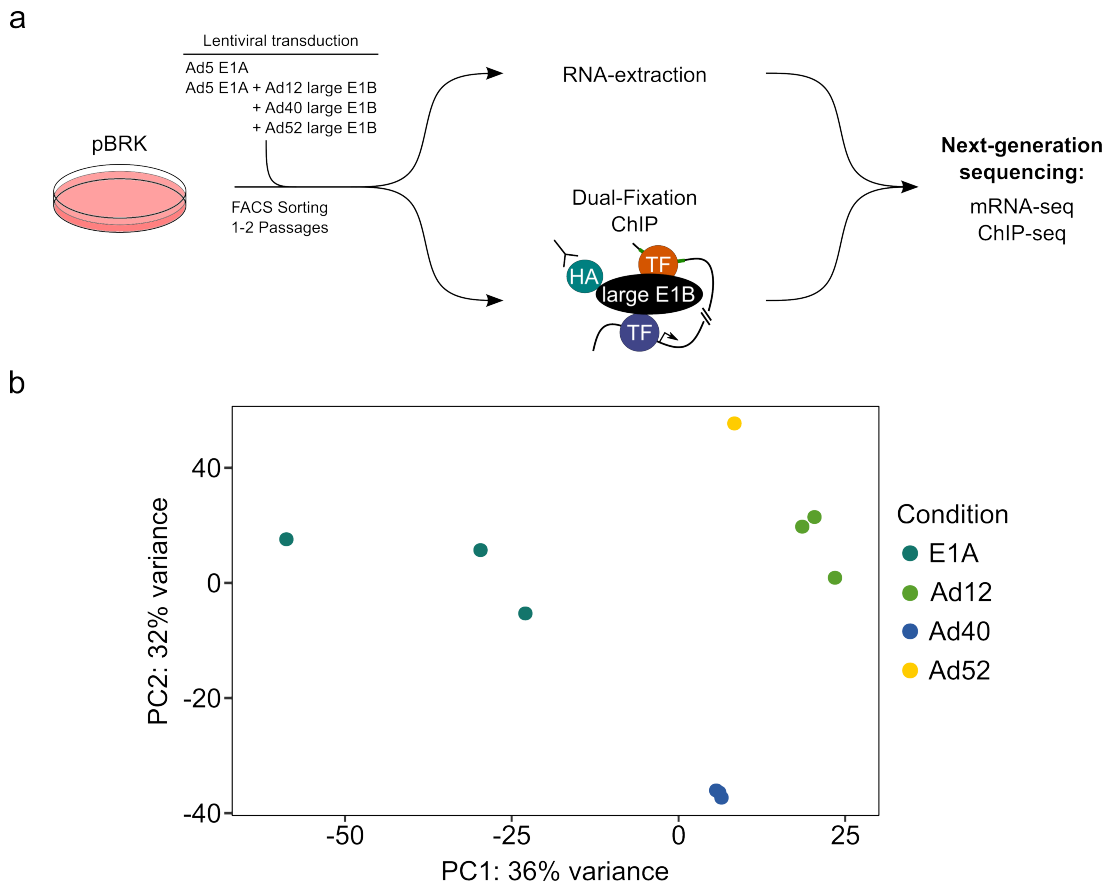 a
Lentiviral transduction
Ad5 E1A
Ad5 E1A + Ad12 large E1B
+ Ad40 large E1B
+ Ad52 large E1B
pBRK
FACS Sorting
1-2 Passages
RNA-extraction
Dual-Fixation
ChIP
HA
TF
large E1B
TF
Next-generation
sequencing:
mRNA-seq
ChIP-seq
b
PC2: 32% variance
40
0
-20
-40
-50
-25
0
25
PC1: 36% variance
Condition
E1A
Ad12
Ad40
Ad52